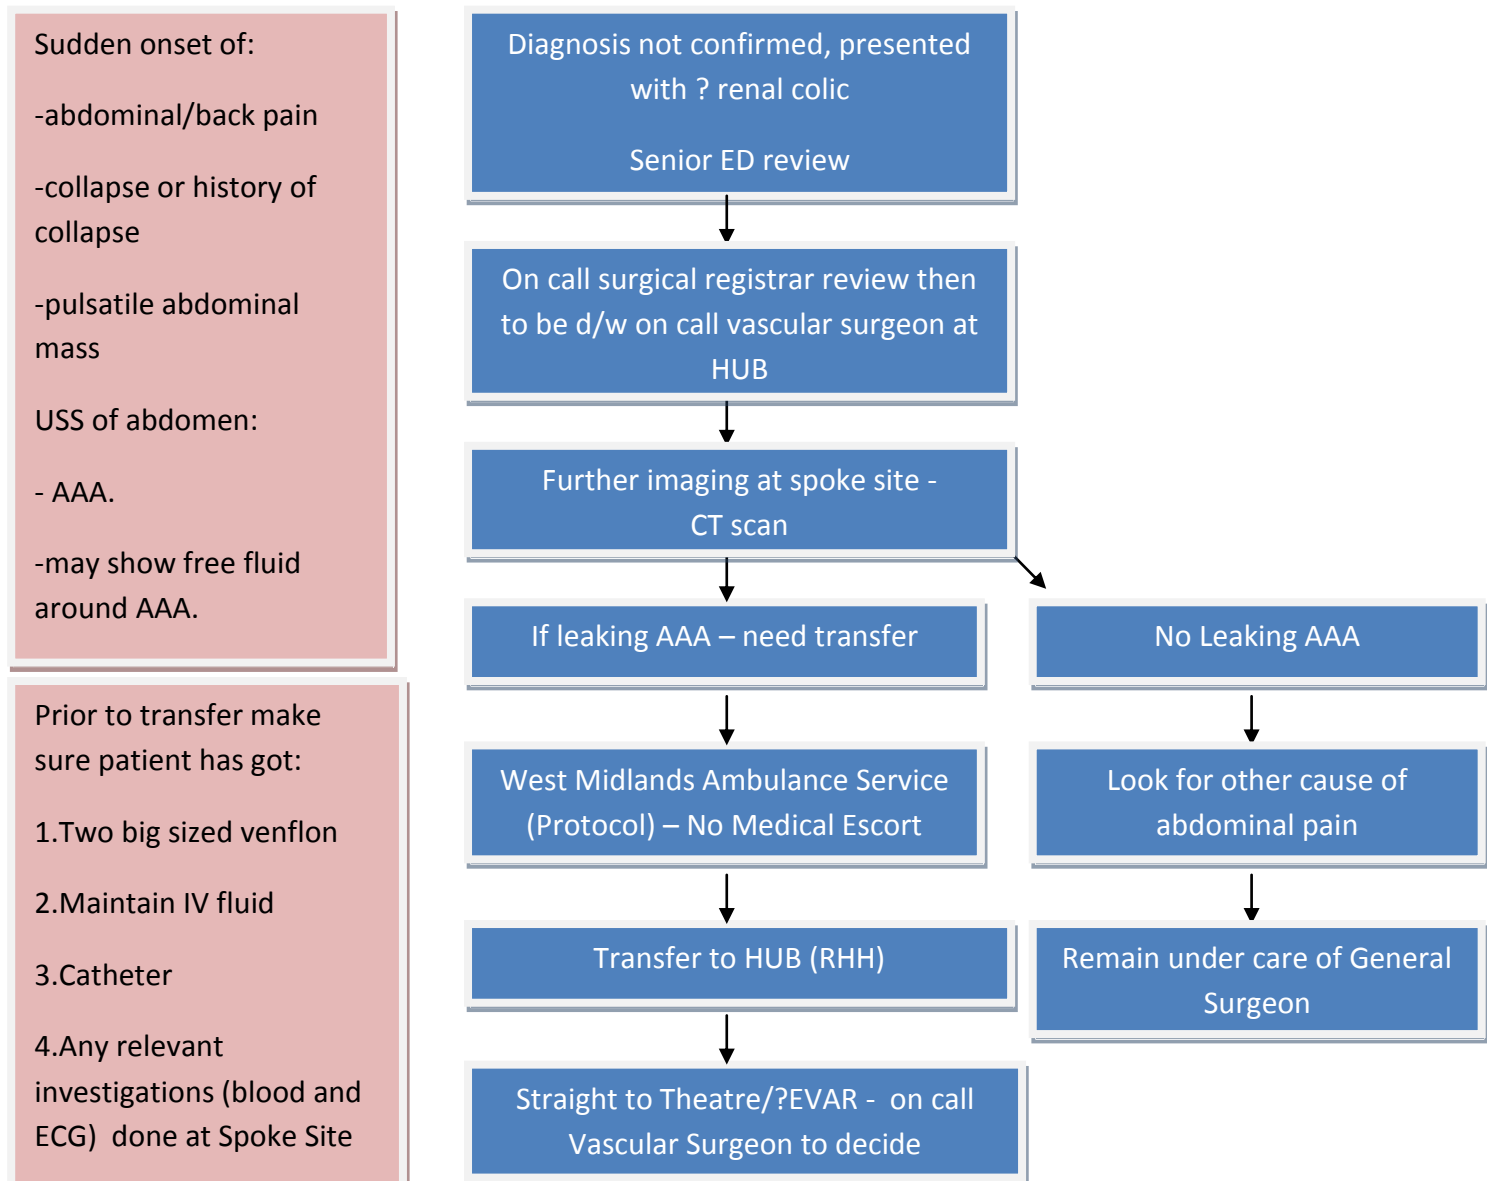 Sudden onset of:
-abdominal/back pain
-collapse or history of
collapse
-pulsatile abdominal
mass
USS of abdomen:
- AAA.
-may show free fluid
around AAA.
Prior to transfer make
sure patient has got:
1.Two big sized venflon
2.Maintain IV fluid
3.Catheter
4.Any relevant
investigations (blood and
ECG)  done at Spoke Site
Diagnosis not confirmed, presented
with ? renal colic
Senior ED review
On call surgical registrar review then
to be d/w on call vascular surgeon at
HUB
Further imaging at spoke site -
CT scan
If leaking AAA – need transfer
West Midlands Ambulance Service
(Protocol) – No Medical Escort
Transfer to HUB (RHH)
Straight to Theatre/?EVAR -  on call
Vascular Surgeon to decide
No Leaking AAA
Look for other cause of
abdominal pain
Remain under care of General
Surgeon